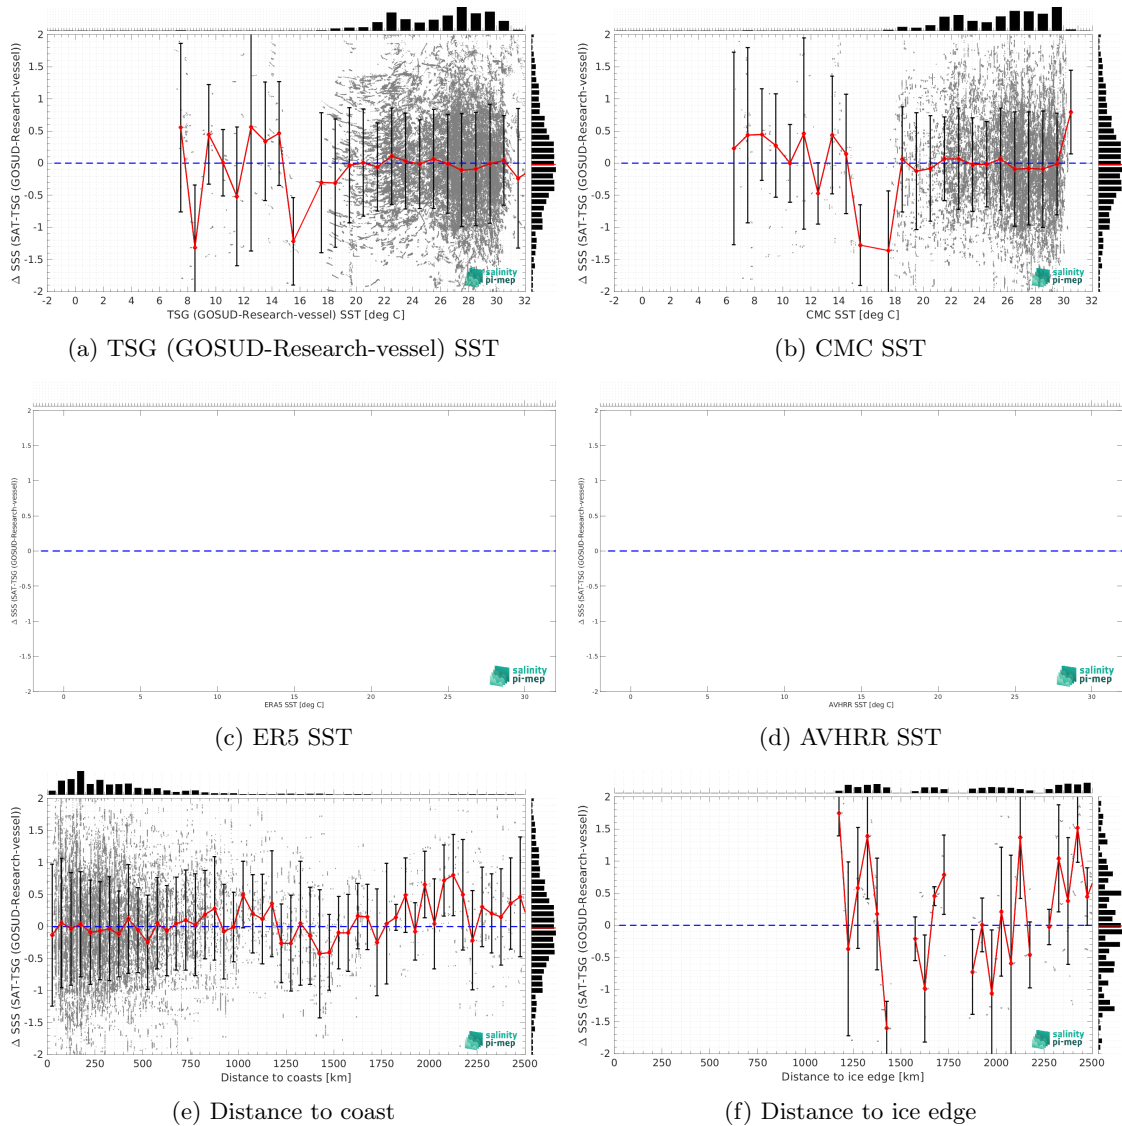 2
1.5
1
0.5
0
-0.5
-1
-1.5
-2
Δ SSS (SAT-TSG (GOSUD-Research-vessel))
-2 0 2 4 6 8 10 12 14 16 18 20 22 24 26 28 30 32
TSG (GOSUD-Research-vessel) SST [deg C]
salinity
pi-mep
(a) TSG (GOSUD-Research-vessel) SST
2
1.5
1
0.5
0
-0.5
-1
-1.5
-2
Δ SSS (SAT-TSG (GOSUD-Research-vessel))
-2 0 2 4 6 8 10 12 14 16 18 20 22 24 26 28 30 32
CMC SST [deg C]
salinity
pi-mep
(b) CMC SST
2
1.5
1
0.5
0
-0.5
-1
-1.5
-2
Δ SSS (SAT-TSG (GOSUD-Research-vessel))
0 5 10 15 20 25 30
ERA5 SST [deg C]
salinity
pi-mep
(c) ER5 SST
2
1.5
1
0.5
0
-0.5
-1
-1.5
-2
Δ SSS (SAT-TSG (GOSUD-Research-vessel))
0 5 10 15 20 25 30
AVHRR SST [deg C]
salinity
pi-mep
(d) AVHRR SST
2
1.5
1
0.5
0
-0.5
-1
-1.5
-2
Δ SSS (SAT-TSG (GOSUD-Research-vessel))
0 250 500 750 1000 1250 1500 1750 2000 2250 2500
Distance to coasts [km]
salinity
pi-mep
(e) Distance to coast
2
1.5
1
0.5
0
-0.5
-1
-1.5
-2
Δ SSS (SAT-TSG (GOSUD-Research-vessel))
0 250 500 750 1000 1250 1500 1750 2000 2250 2500
Distance to ice edge [km]
salinity
pi-mep
(f) Distance to ice edge